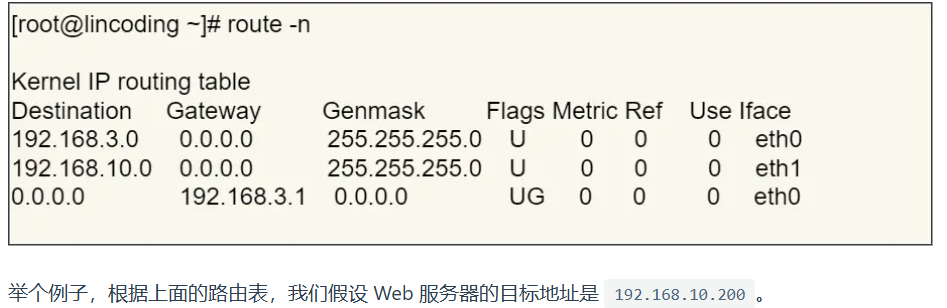 [root@lincoding ~]# route -n
Kernel IP routing table
Destination Gateway Genmask Flags Metric Ref Use Iface
192.168.3.0 0.0.0.0 255.255.255.0 U 0 0 0 eth0
192.168.10.0 0.0.0.0 255.255.255.0 U 0 0 0 eth1
0.0.0.0 192.168.3.1 0.0.0.0 UG 0 0 0 eth0
举个例子，根据上面的路由表，我们假设 Web 服务器的目标地址是 192.168.10.200 。